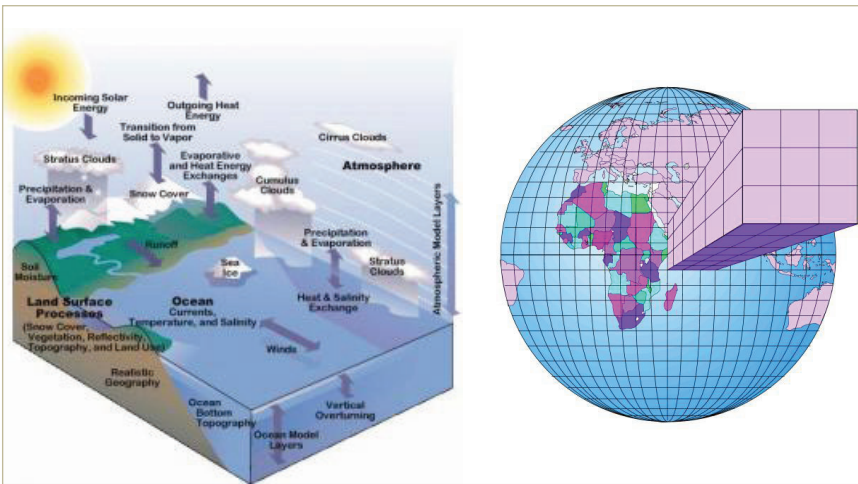 Incoming Solar
Energy
Outgoing Heat
Energy
Transition from
Solid to Vapor
Cirrus Clouds
Stratus Clouds
Evaporative
and Heat Energy
Exchanges
Atmosphere
Cumulus
Clouds
Precipitation &
Evaporation
Snow Cover
Atmospheric Model Layers
Precipitation
& Evaporation
Runoff
Stratus
Clouds
Sea
Ice
Soil
Moisture
Heat & Salinity
Exchange
Land Surface
Processes
(Snow Cover,
Vegetation, Reflectivity,
Topography, and Land Use)
Ocean
Currents,
Temperature, and Salinity
Winds
Realistic
Geography
Ocean
Bottom
Topography
Vertical
Overturning
Ocean Model
Layers